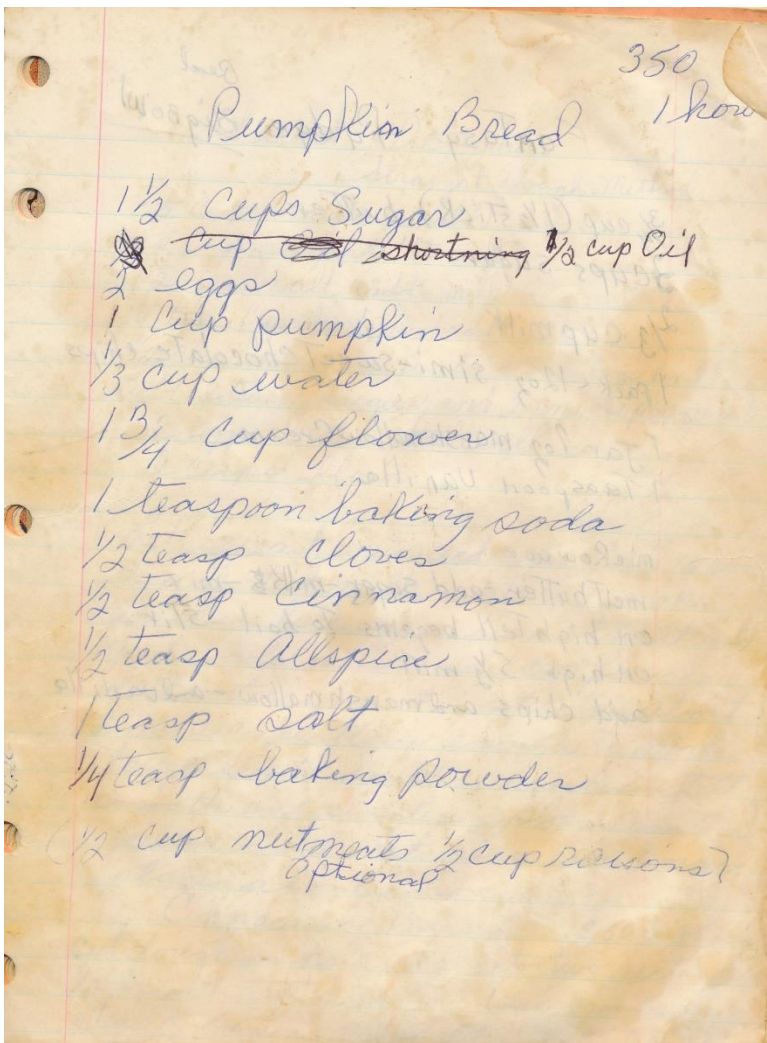 350
Pumpkin Bread 1 hour
1 1/2 Cups Sugar
cup Oil shortning 1/2 cup Oil
2 eggs
1 Cup pumpkin
1/3 cup water
1 3/4 cup flower
1 teaspoon baking soda
1/2 teasp cloves
1/2 teasp Cinnamon
1/2 teasp Allspice
1 teasp salt
1/4 teasp baking powder
(1/2 cup nutmeats 1/2 cup raisons)
Optional